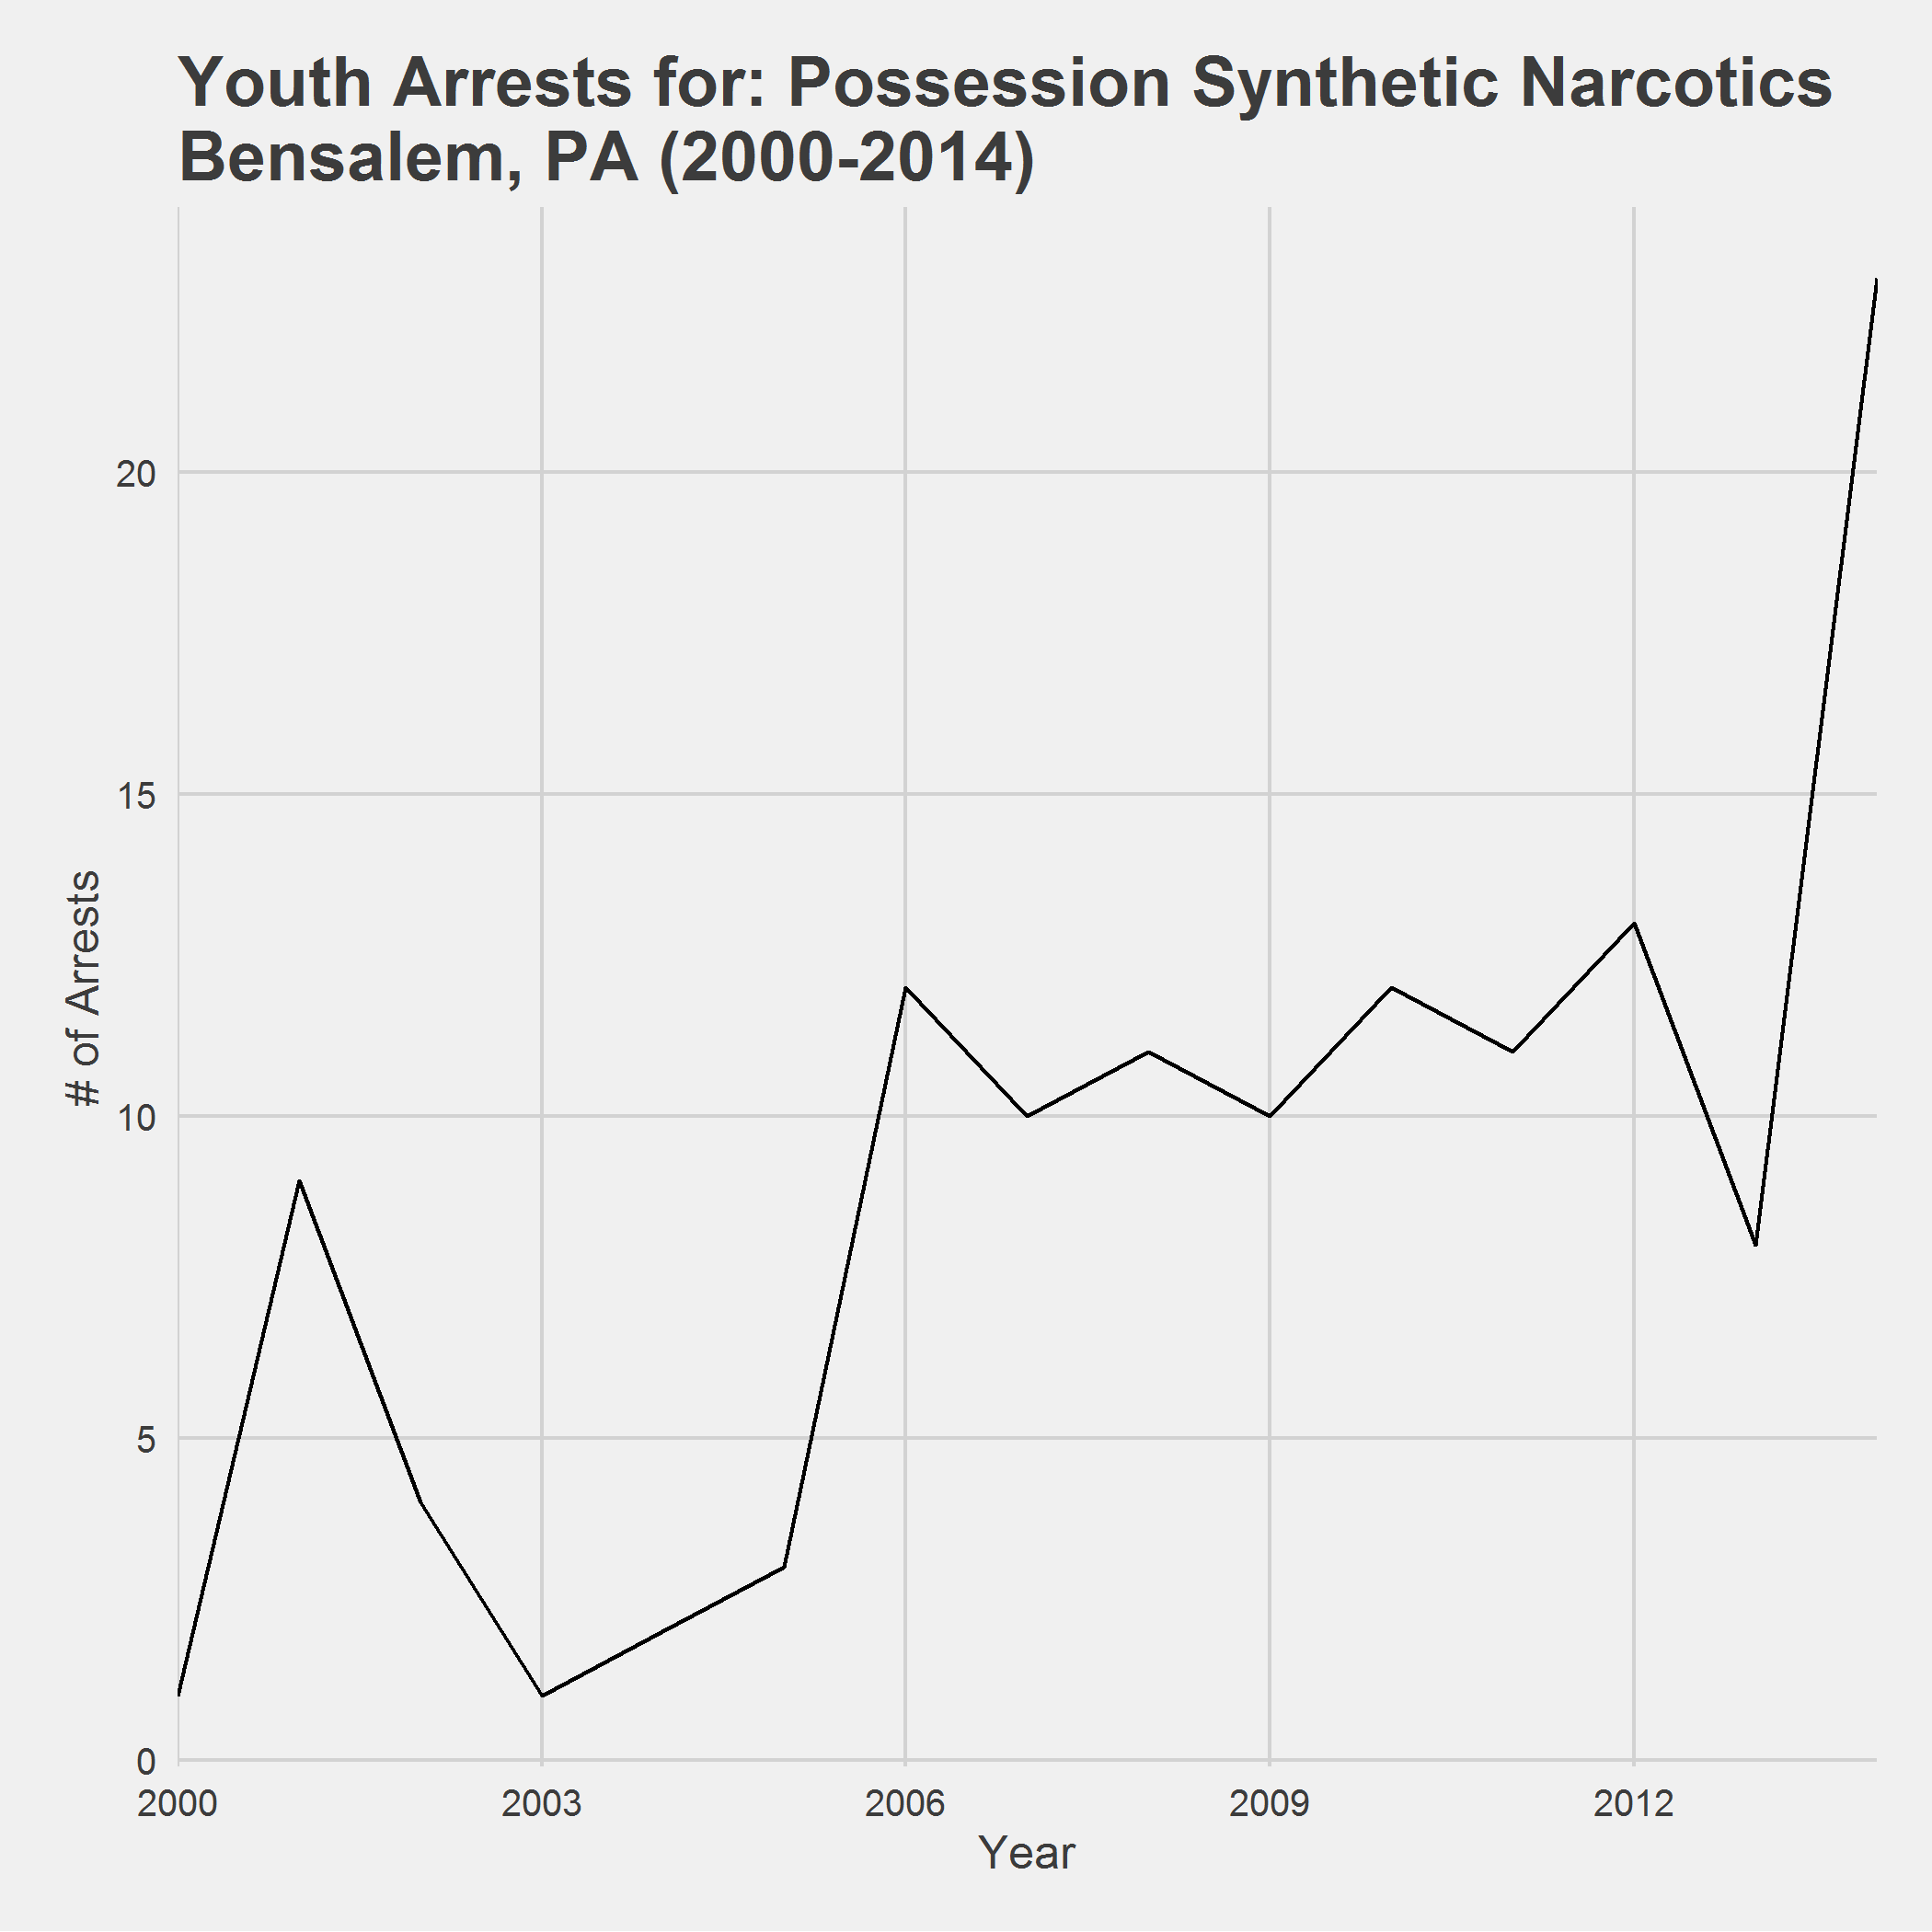 Youth Arrests for: Possession Synthetic Narcotics
Bensalem, PA (2000-2014)
# of Arrests
20
15
10
5
0
2000 2003 2006 2009 2012
Year